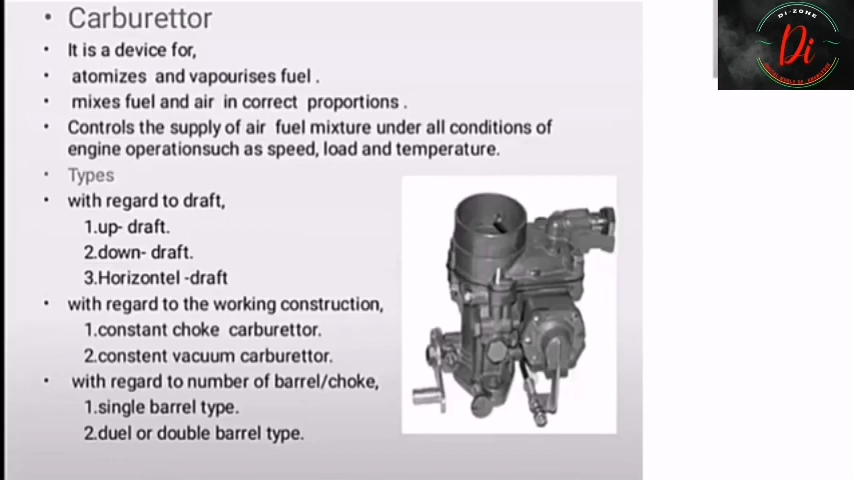 • Carburettor
• It is a device for,
• atomizes and vapourises fuel .
• mixes fuel and air in correct proportions .
• Controls the supply of air fuel mixture under all conditions of
engine operationsuch as speed, load and temperature.
• Types
• with regard to draft,
1.up- draft.
2.down- draft.
3.Horizontel -draft
• with regard to the working construction,
1.constant choke carburettor.
2.constent vacuum carburettor.
• with regard to number of barrel/choke,
1.single barrel type.
2.duel or double barrel type.
DI-ZONE
Di